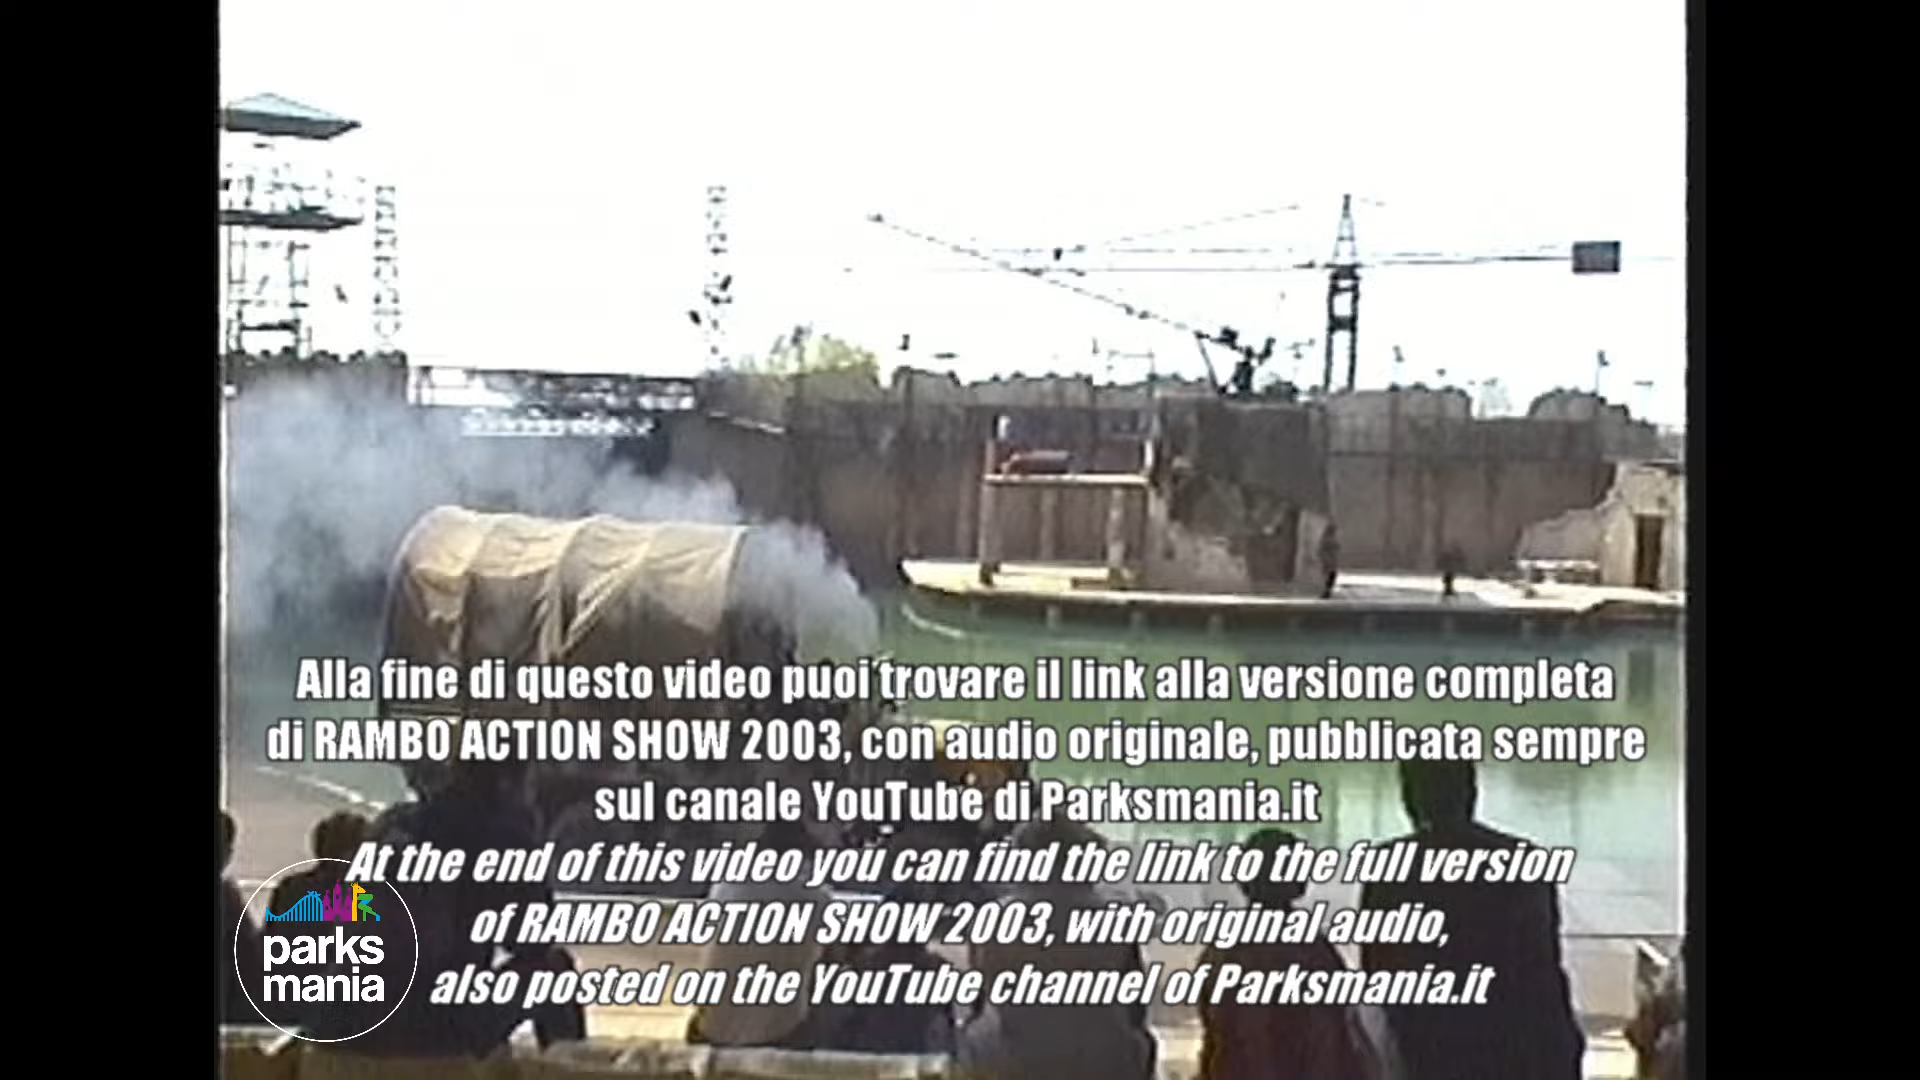 Alla fine di questo video puoi trovare il link alla versione completa
di RAMBO ACTION SHOW 2003, con audio originale, pubblicata sempre
sul canale YouTube di Parksmania.it
At the end of this video you can find the link to the full version
of RAMBO ACTION SHOW 2003, with original audio,
also posted on the YouTube channel of Parksmania.it
parks
mania